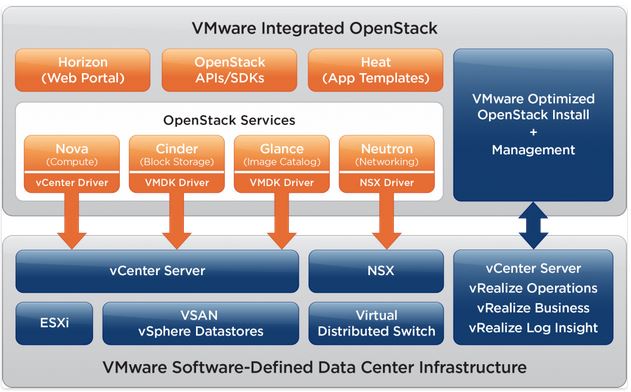 VMware Integrated OpenStack
Horizon
(Web Portal)
OpenStack
APIs/SDKs
Heat
(App Templates)
VMware Optimized
OpenStack Install
+
Management
OpenStack Services
Nova
(Compute)
vCenter Driver
Cinder
(Block Storage)
VMDK Driver
Glance
(Image Catalog)
VMDK Driver
Neutron
(Networking)
NSX Driver
vCenter Server
NSX
ESXi
VSAN
vSphere Datastores
Virtual
Distributed Switch
vCenter Server
vRealize Operations
vRealize Business
vRealize Log Insight
VMware Software-Defined Data Center Infrastructure